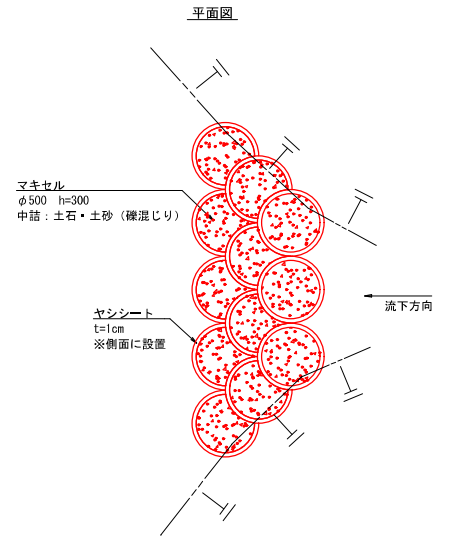 平面図
マキセル
φ500 h=300
中詰：土石・土砂（礫混じり）
流下方向
ヤシシート
t=1cm
※側面に設置